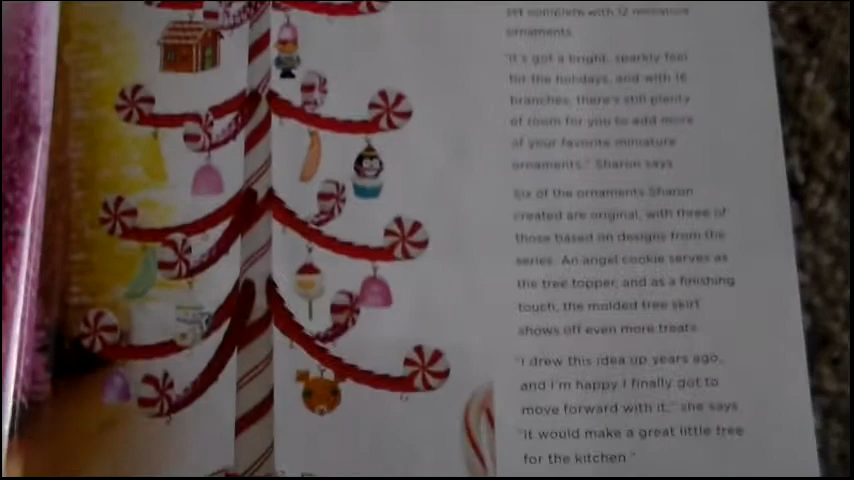 set complete with 12 miniature
ornaments.
"It's got a bright, sparkly feel
for the holidays, and with 16
branches, there's still plenty
of room for you to add more
of your favorite miniature
ornaments," Sharon says.
Six of the ornaments Sharon
created are original, with three of
those based on designs from the
series. An angel cookie serves as
the tree topper, and as a finishing
touch, the molded tree skirt
shows off even more treats.
"I drew this idea up years ago,
and I'm happy I finally got to
move forward with it," she says.
"It would make a great little tree
for the kitchen."